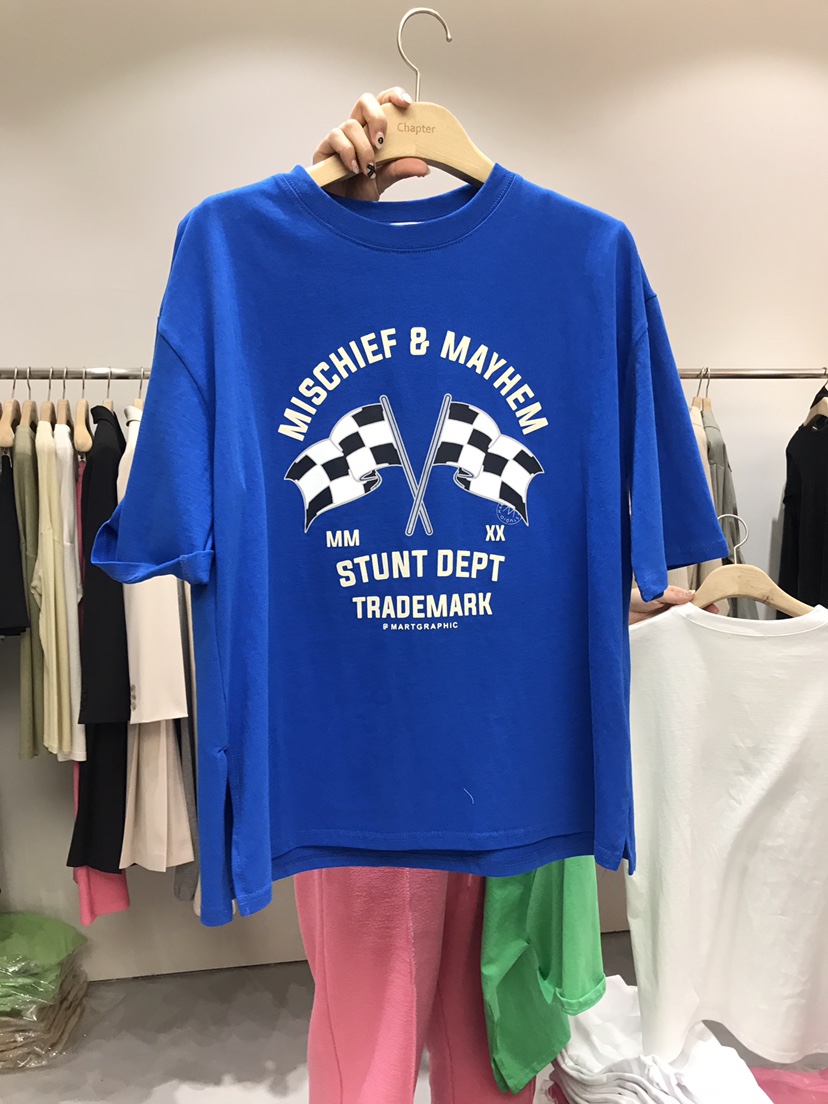 Chapter
MISCHIEF & MAYHEM
MM XX
STUNT DEPT
TRADEMARK
@ MARTGRAPHIC